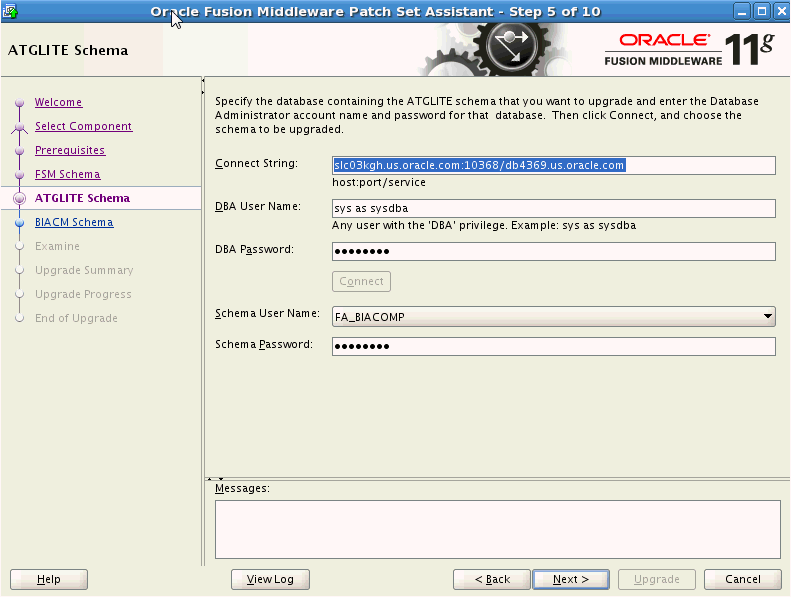 Oracle Fusion Middleware Patch Set Assistant - Step 5 of 10
ATGLITE Schema
ORACLE
FUSION MIDDLEWARE 11g
Welcome
Select Component
Prerequisites
FSM Schema
ATGLITE Schema
BIACM Schema
Examine
Upgrade Summary
Upgrade Progress
End of Upgrade
Specify the database containing the ATGLITE schema that you want to upgrade and enter the Database
Administrator account name and password for that database. Then click Connect, and choose the
schema to be upgraded.
Connect String: slc03kgh.us.oracle.com:10368/db4369.us.oracle.com
host:port/service
DBA User Name: sys as sysdba
Any user with the 'DBA' privilege. Example: sys as sysdba
DBA Password: ●●●●●●●●
Connect
Schema User Name: FA_BIACOMP
Schema Password: ●●●●●●●●
Messages:
Help View Log < Back Next > Upgrade Cancel